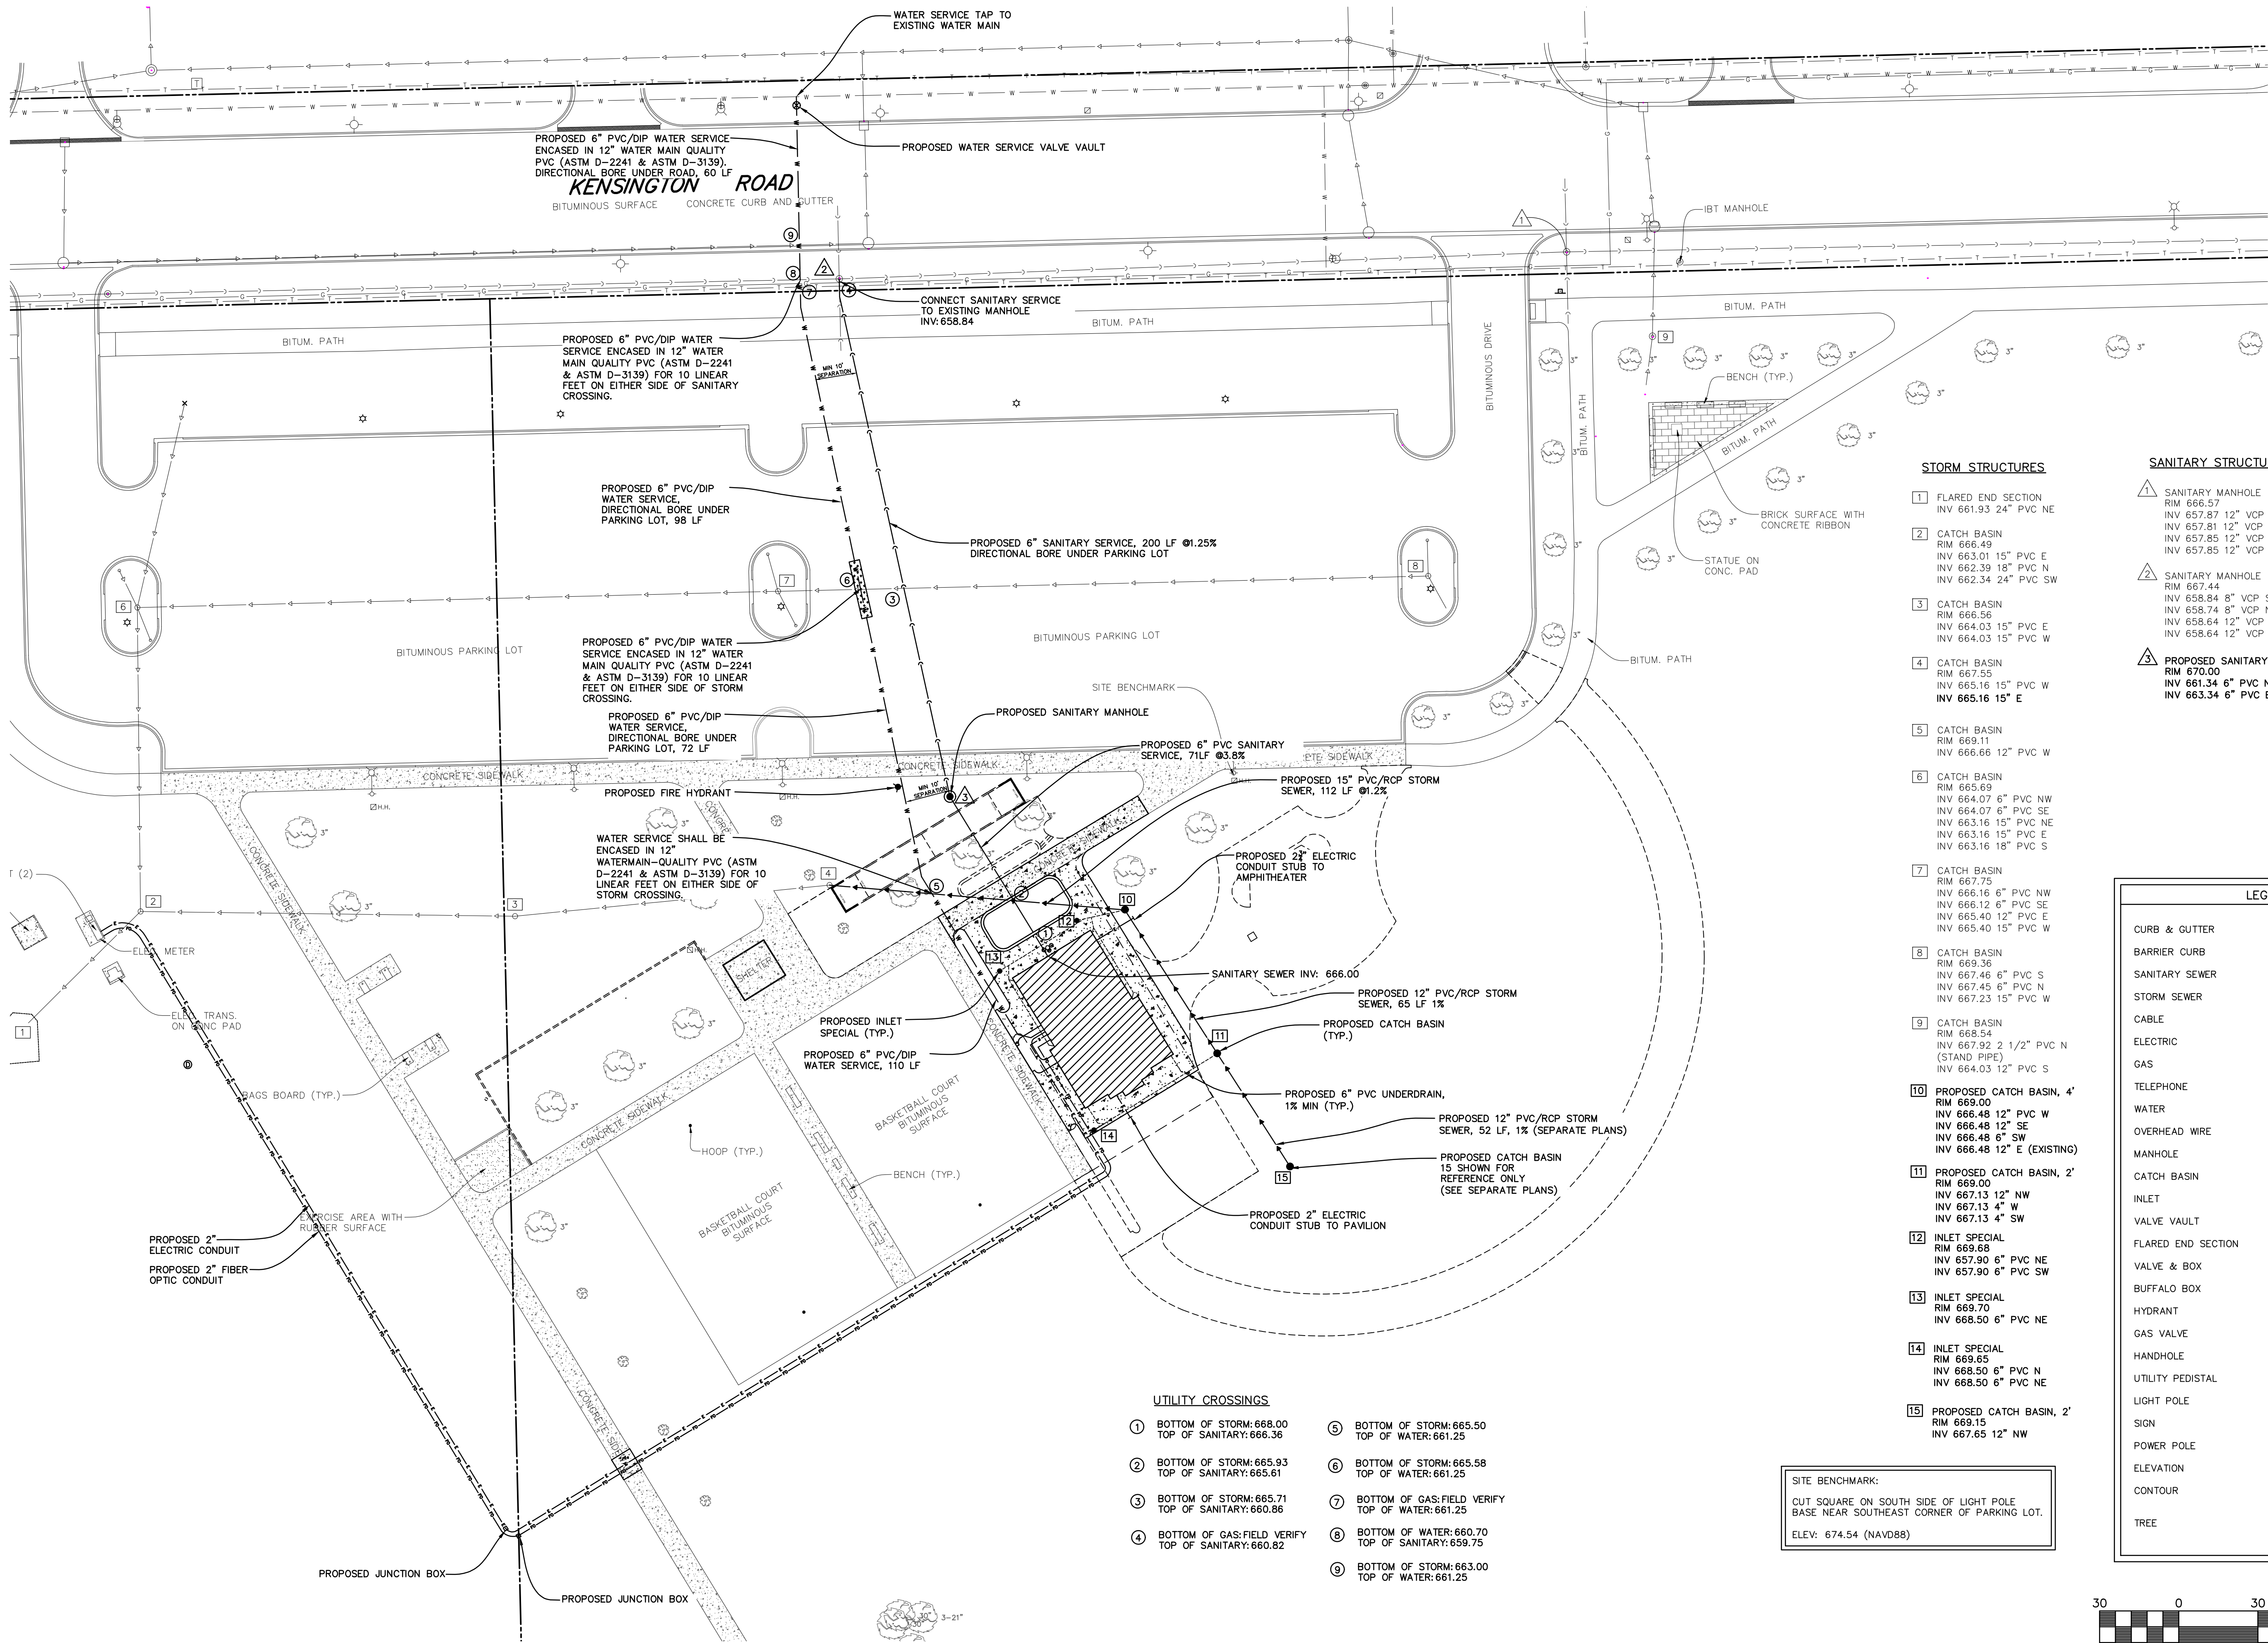 WATER SERVICE TAP TO
EXISTING WATER MAIN
PROPOSED 6" PVC/DIP WATER SERVICE
ENCASED IN 12" WATER MAIN QUALITY
PVC (ASTM D-2241 & ASTM D-3139).
DIRECTIONAL BORE UNDER ROAD, 60 LF
PROPOSED WATER SERVICE VALVE VAULT
KENSINGTON ROAD
BITUMINOUS SURFACE CONCRETE CURB AND GUTTER
IBT MANHOLE
CONNECT SANITARY SERVICE
TO EXISTING MANHOLE
INV: 658.84
BITUM. PATH
BITUM. PATH
BITUM. PATH
PROPOSED 6" PVC/DIP WATER
SERVICE ENCASED IN 12" WATER
MAIN QUALITY PVC (ASTM D-2241
& ASTM D-3139) FOR 10 LINEAR
FEET ON EITHER SIDE OF SANITARY
CROSSING.
MIN 10'
SEPARATION
BITUMINOUS DRIVE
BITUM. PATH
BENCH (TYP.)
BITUM. PATH
BRICK SURFACE WITH
CONCRETE RIBBON
STATUE ON
CONC. PAD
PROPOSED 6" PVC/DIP
WATER SERVICE,
DIRECTIONAL BORE UNDER
PARKING LOT, 98 LF
PROPOSED 6" SANITARY SERVICE, 200 LF @1.25%
DIRECTIONAL BORE UNDER PARKING LOT
PROPOSED 6" PVC/DIP WATER
SERVICE ENCASED IN 12" WATER
MAIN QUALITY PVC (ASTM D-2241
& ASTM D-3139) FOR 10 LINEAR
FEET ON EITHER SIDE OF STORM
CROSSING.
BITUMINOUS PARKING LOT
BITUMINOUS PARKING LOT
BITUM. PATH
SITE BENCHMARK
PROPOSED 6" PVC/DIP
WATER SERVICE,
DIRECTIONAL BORE UNDER
PARKING LOT, 72 LF
PROPOSED SANITARY MANHOLE
PROPOSED 6" PVC SANITARY
SERVICE, 71LF @3.8%
CONCRETE SIDEWALK
CONCRETE SIDEWALK
ETE SIDEWALK
PROPOSED 15" PVC/RCP STORM
SEWER, 112 LF @1.2%
PROPOSED FIRE HYDRANT
MIN 10'
SEPARATION
H.H.
H.H.
H.H.
WATER SERVICE SHALL BE
ENCASED IN 12"
WATERMAIN-QUALITY PVC (ASTM
D-2241 & ASTM D-3139) FOR 10
LINEAR FEET ON EITHER SIDE OF
STORM CROSSING.
CONCRE
CONCRETE SIDEWALK
CONCRETE SIDEWALK
T (2)
ELEC METER
ELEC. TRANS.
ON CONC PAD
H.H.
SHELTER
SANITARY SEWER INV: 666.00
PROPOSED 12" PVC/RCP STORM
SEWER, 65 LF 1%
PROPOSED CATCH BASIN
(TYP.)
PROPOSED INLET
SPECIAL (TYP.)
PROPOSED 6" PVC/DIP
WATER SERVICE, 110 LF
CONCRETE SIDEWALK
BASKETBALL COURT
BITUMINOUS
SURFACE
PROPOSED 6" PVC UNDERDRAIN,
1% MIN (TYP.)
PROPOSED 12" PVC/RCP STORM
SEWER, 52 LF, 1% (SEPARATE PLANS)
PROPOSED CATCH BASIN
15 SHOWN FOR
REFERENCE ONLY
(SEE SEPARATE PLANS)
PROPOSED 2" ELECTRIC
CONDUIT STUB TO PAVILION
BAGS BOARD (TYP.)
CONCRETE SIDEWALK
HOOP (TYP.)
BENCH (TYP.)
BASKETBALL COURT
BITUMINOUS
SURFACE
EXERCISE AREA WITH
RUBBER SURFACE
PROPOSED 2"
ELECTRIC CONDUIT
PROPOSED 2" FIBER
OPTIC CONDUIT
PROPOSED JUNCTION BOX
PROPOSED JUNCTION BOX
3-21"
UTILITY CROSSINGS
1 BOTTOM OF STORM: 668.00
TOP OF SANITARY: 666.36
2 BOTTOM OF STORM: 665.93
TOP OF SANITARY: 665.61
3 BOTTOM OF STORM: 665.71
TOP OF SANITARY: 660.86
4 BOTTOM OF GAS: FIELD VERIFY
TOP OF SANITARY: 660.82
5 BOTTOM OF STORM: 665.50
TOP OF WATER: 661.25
6 BOTTOM OF STORM: 665.58
TOP OF WATER: 661.25
7 BOTTOM OF GAS: FIELD VERIFY
TOP OF WATER: 661.25
8 BOTTOM OF WATER: 660.70
TOP OF SANITARY: 659.75
9 BOTTOM OF STORM: 663.00
TOP OF WATER: 661.25
STORM STRUCTURES
1 FLARED END SECTION
INV 661.93 24" PVC NE
2 CATCH BASIN
RIM 666.49
INV 663.01 15" PVC E
INV 662.39 18" PVC N
INV 662.34 24" PVC SW
3 CATCH BASIN
RIM 666.56
INV 664.03 15" PVC E
INV 664.03 15" PVC W
4 CATCH BASIN
RIM 667.55
INV 665.16 15" PVC W
INV 665.16 15" E
5 CATCH BASIN
RIM 669.11
INV 666.66 12" PVC W
6 CATCH BASIN
RIM 665.69
INV 664.07 6" PVC NW
INV 664.07 6" PVC SE
INV 663.16 15" PVC NE
INV 663.16 15" PVC E
INV 663.16 18" PVC S
7 CATCH BASIN
RIM 667.75
INV 666.16 6" PVC NW
INV 666.12 6" PVC SE
INV 665.40 12" PVC E
INV 665.40 15" PVC W
8 CATCH BASIN
RIM 669.36
INV 667.46 6" PVC S
INV 667.45 6" PVC N
INV 667.23 15" PVC W
9 CATCH BASIN
RIM 668.54
INV 667.92 2 1/2" PVC N
(STAND PIPE)
INV 664.03 12" PVC S
10 PROPOSED CATCH BASIN, 4'
RIM 669.00
INV 666.48 12" PVC W
INV 666.48 12" SE
INV 666.48 6" SW
INV 666.48 12" E (EXISTING)
11 PROPOSED CATCH BASIN, 2'
RIM 669.00
INV 667.13 12" NW
INV 667.13 4" W
INV 667.13 4" SW
12 INLET SPECIAL
RIM 669.68
INV 657.90 6" PVC NE
INV 657.90 6" PVC SW
13 INLET SPECIAL
RIM 669.70
INV 668.50 6" PVC NE
14 INLET SPECIAL
RIM 669.65
INV 668.50 6" PVC N
INV 668.50 6" PVC NE
15 PROPOSED CATCH BASIN, 2'
RIM 669.15
INV 667.65 12" NW
SANITARY STRUCTU
1 SANITARY MANHOLE
RIM 666.57
INV 657.87 12" VCP
INV 657.81 12" VCP
INV 657.85 12" VCP
INV 657.85 12" VCP
2 SANITARY MANHOLE
RIM 667.44
INV 658.84 8" VCP
INV 658.74 8" VCP
INV 658.64 12" VCP
INV 658.64 12" VCP
3 PROPOSED SANITARY
RIM 670.00
INV 661.34 6" PVC
INV 663.34 6" PVC
LEG
CURB & GUTTER
BARRIER CURB
SANITARY SEWER
STORM SEWER
CABLE
ELECTRIC
GAS
TELEPHONE
WATER
OVERHEAD WIRE
MANHOLE
CATCH BASIN
INLET
VALVE VAULT
FLARED END SECTION
VALVE & BOX
BUFFALO BOX
HYDRANT
GAS VALVE
HANDHOLE
UTILITY PEDISTAL
LIGHT POLE
SIGN
POWER POLE
ELEVATION
CONTOUR
TREE
SITE BENCHMARK:
CUT SQUARE ON SOUTH SIDE OF LIGHT POLE
BASE NEAR SOUTHEAST CORNER OF PARKING LOT.
ELEV: 674.54 (NAVD88)
30 0 30